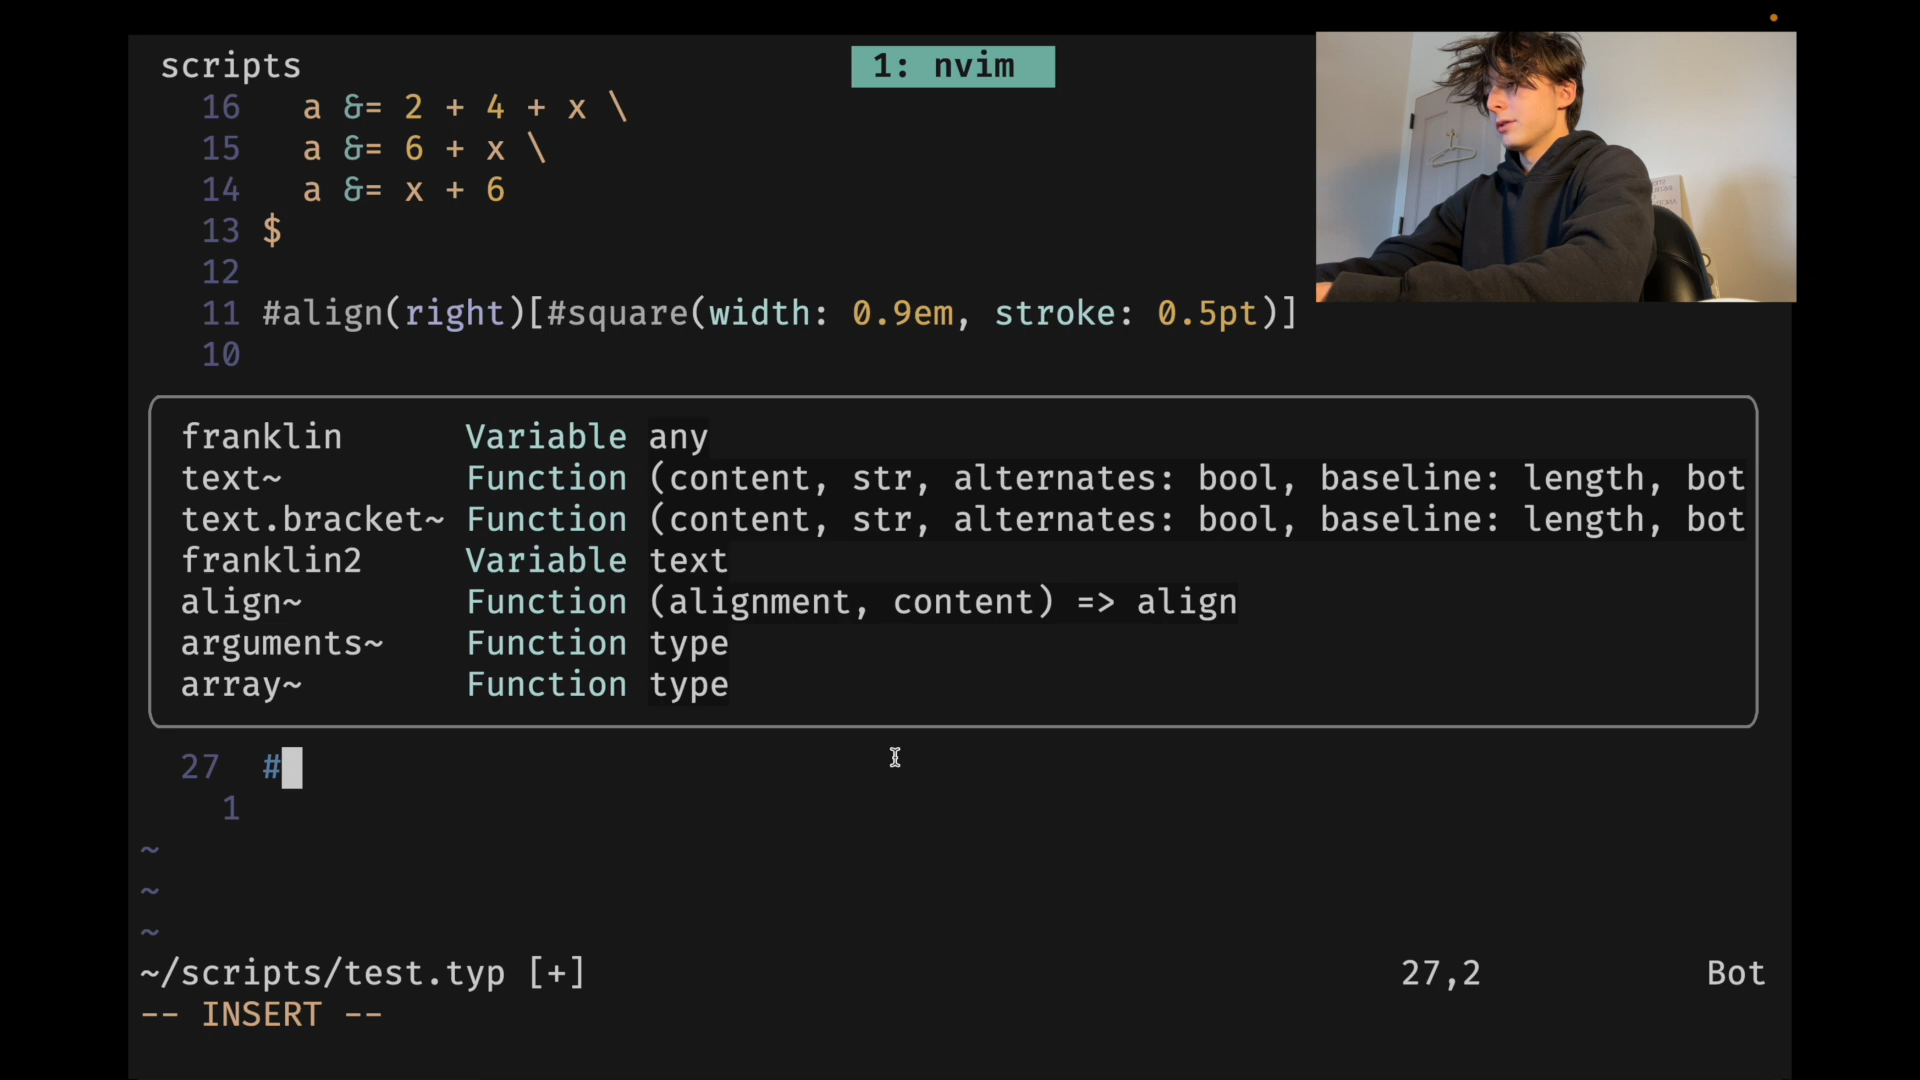 scripts 1: nvim
16 a &= 2 + 4 + x \
15 a &= 6 + x \
14 a &= x + 6
13 $
12
11 #align(right)[#square(width: 0.9em, stroke: 0.5pt)]
10
franklin Variable any
text~ Function (content, str, alternates: bool, baseline: length, bot
text.bracket~ Function (content, str, alternates: bool, baseline: length, bot
franklin2 Variable text
align~ Function (alignment, content) => align
arguments~ Function type
array~ Function type
27 #
1
~
~
~
~/scripts/test.typ [+] 27,2 Bot
-- INSERT --